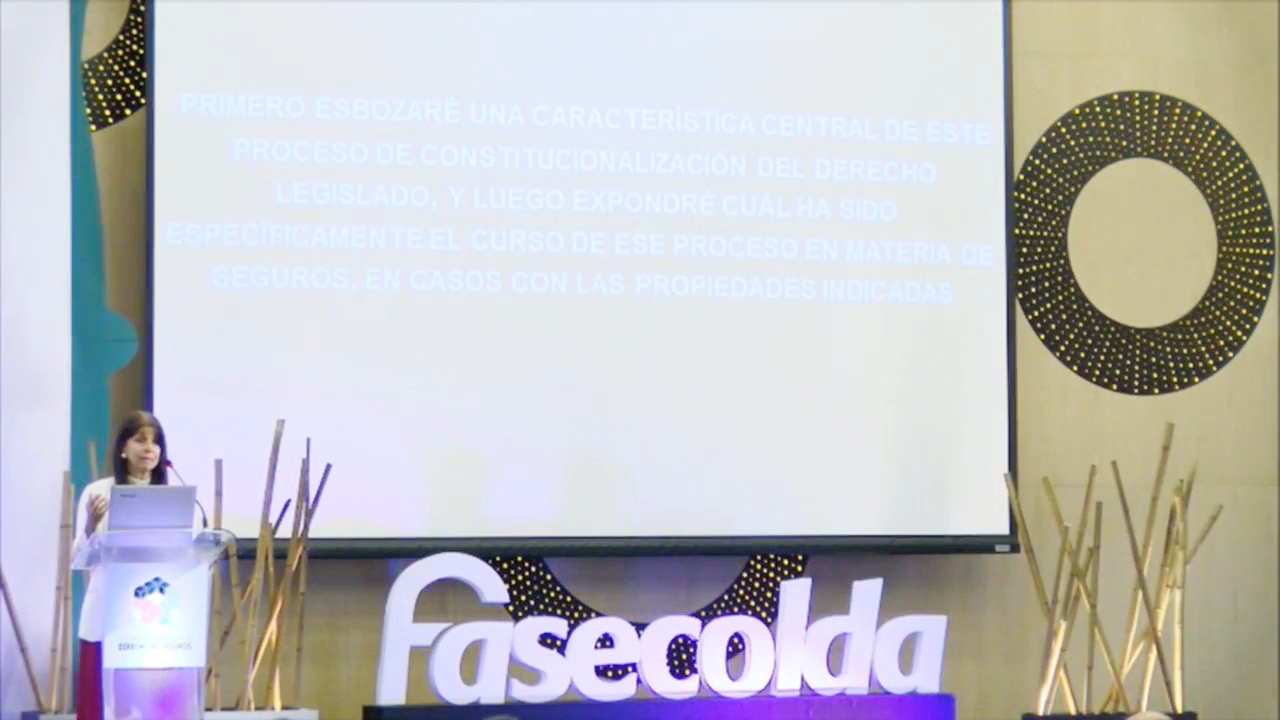 PRIMERO ESBOZARÉ UNA CARACTERÍSTICA CENTRAL DE ESTE
PROCESO DE CONSTITUCIONALIZACIÓN DEL DERECHO
LEGISLADO, Y LUEGO EXPONDRÉ CUÁL HA SIDO
ESPECÍFICAMENTE EL CURSO DE ESE PROCESO EN MATERIA DE
SEGUROS, EN CASOS CON LAS PROPIEDADES INDICADAS
fasecolda